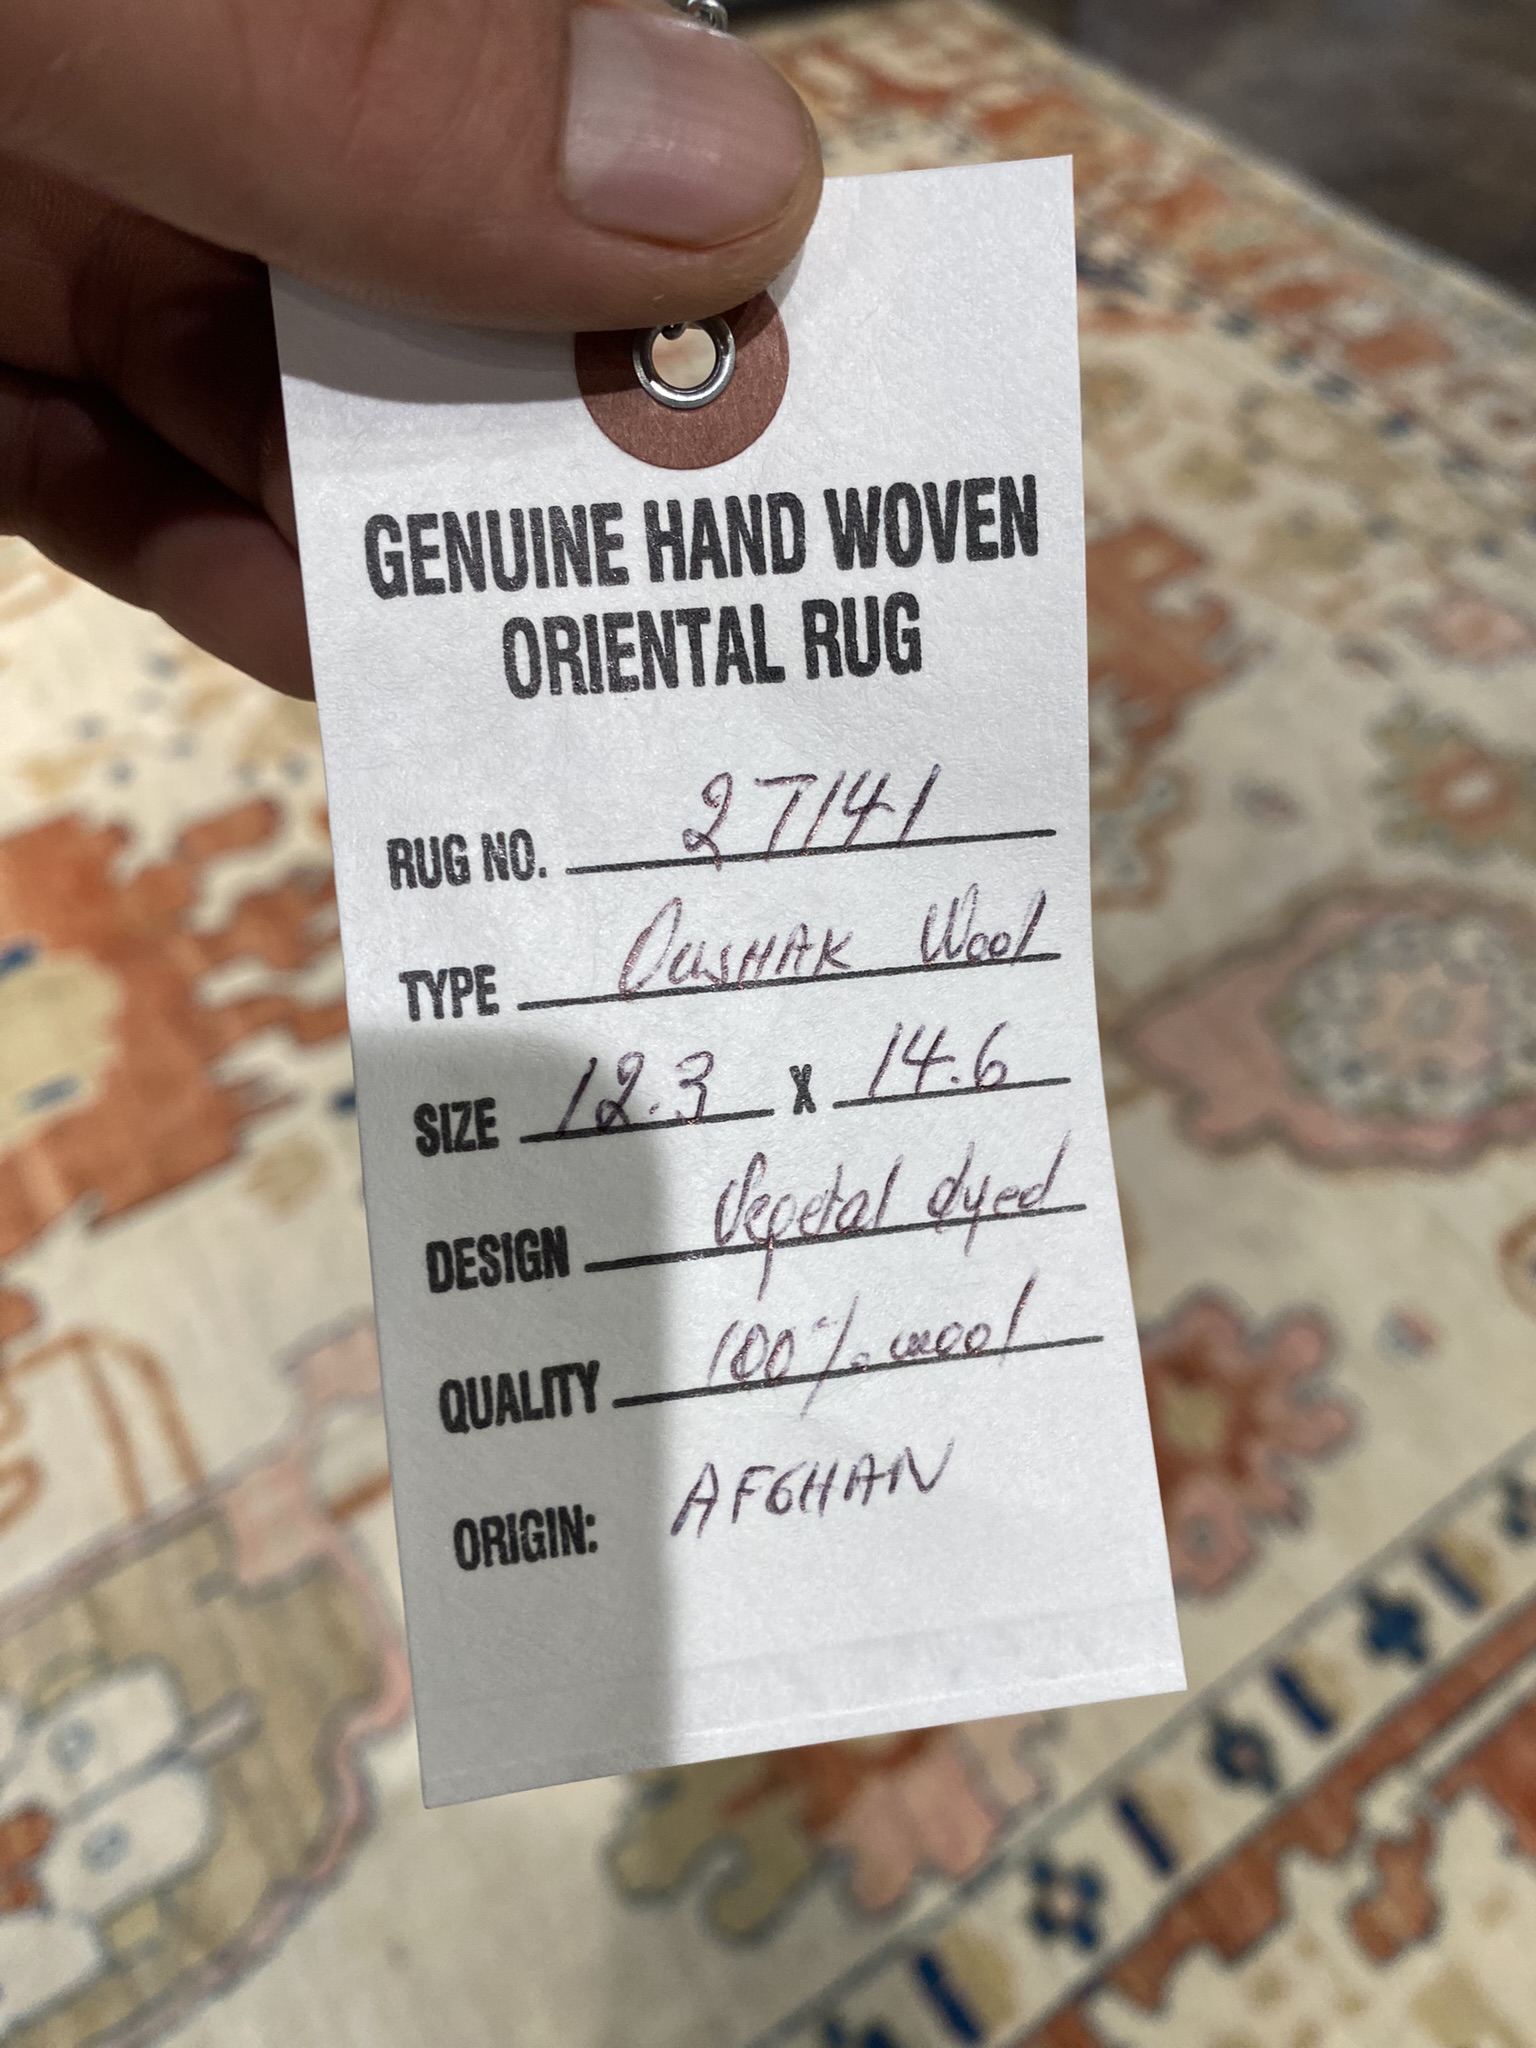 GENUINE HAND WOVEN
ORIENTAL RUG
RUG NO. 27141
TYPE OUSHAK Wool
SIZE 12.3 X 14.6
DESIGN Vegetal dyed
QUALITY 100% wool
ORIGIN: AFGHAN